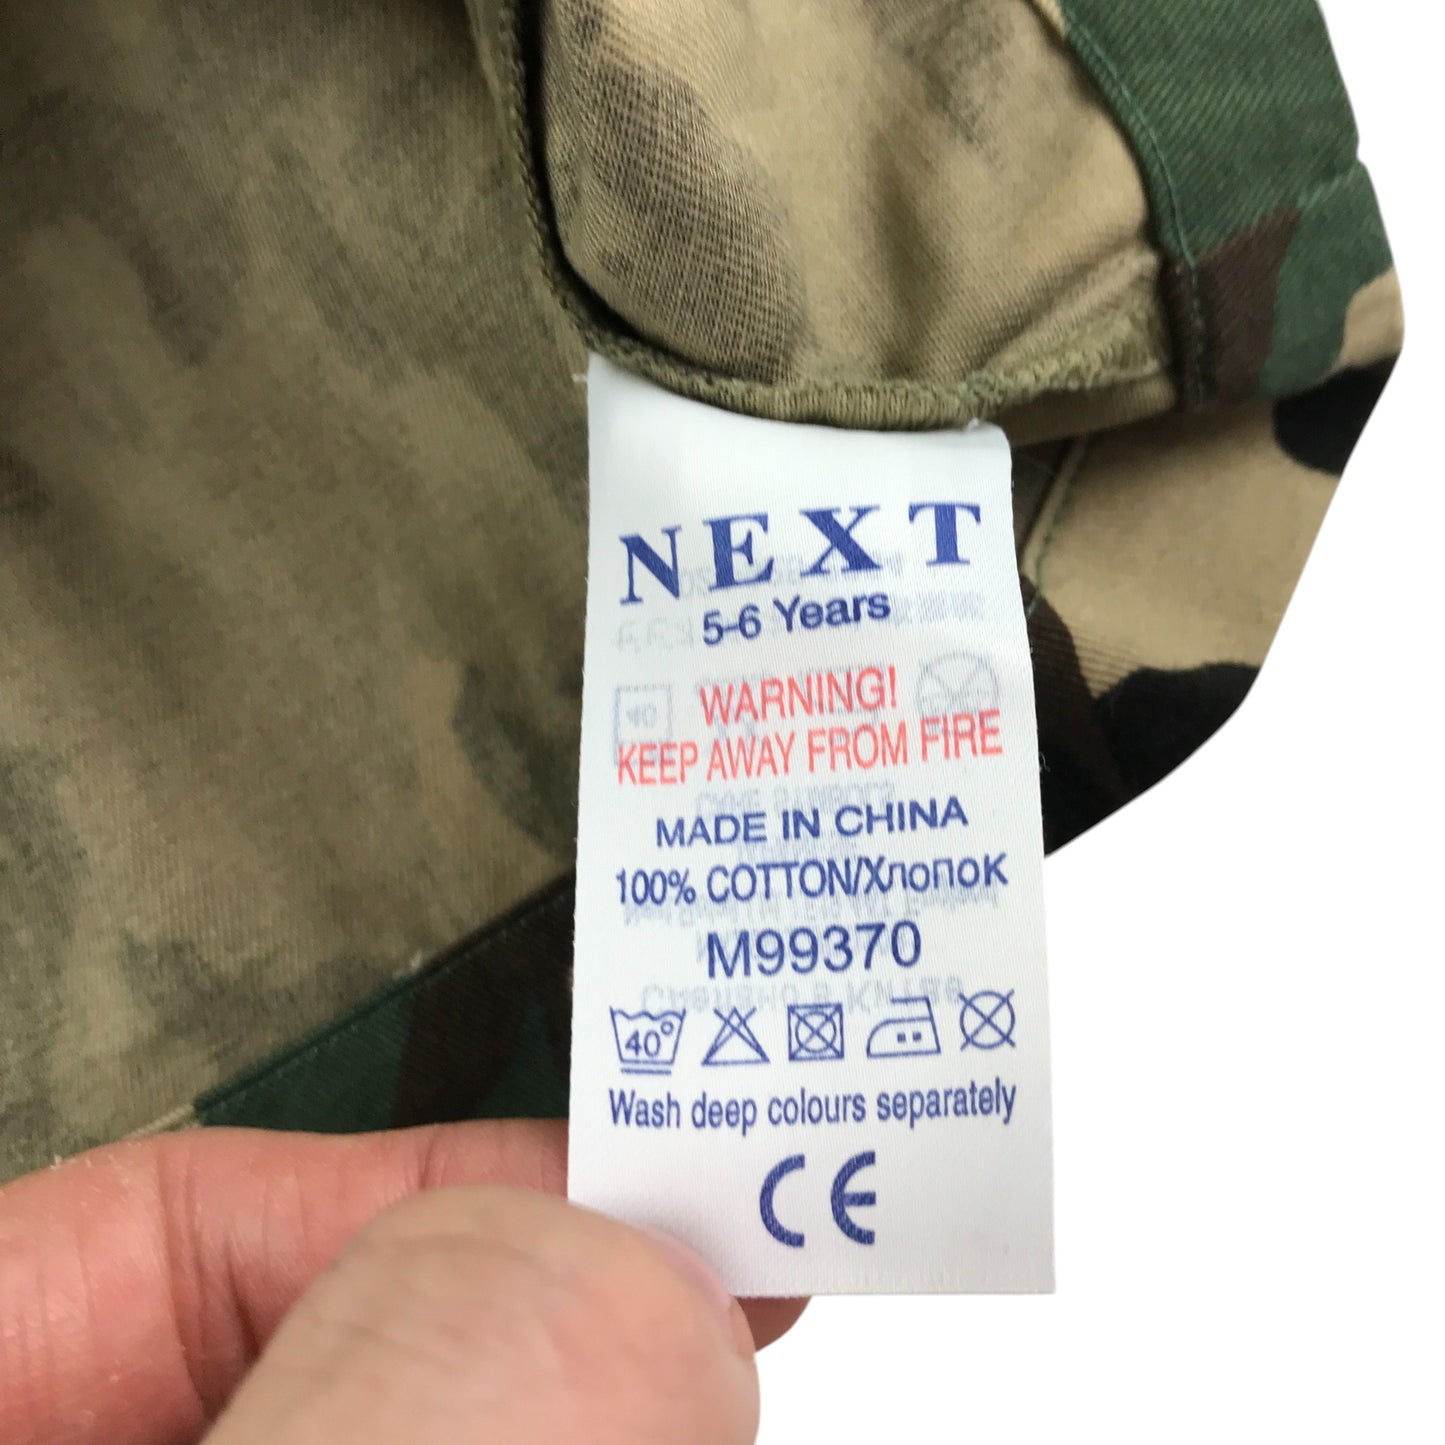 NEXT
5-6 Years
WARNING!
KEEP AWAY FROM FIRE
MADE IN CHINA
100% COTTON/Хлопок
M99370
40°
Wash deep colours separately
CE